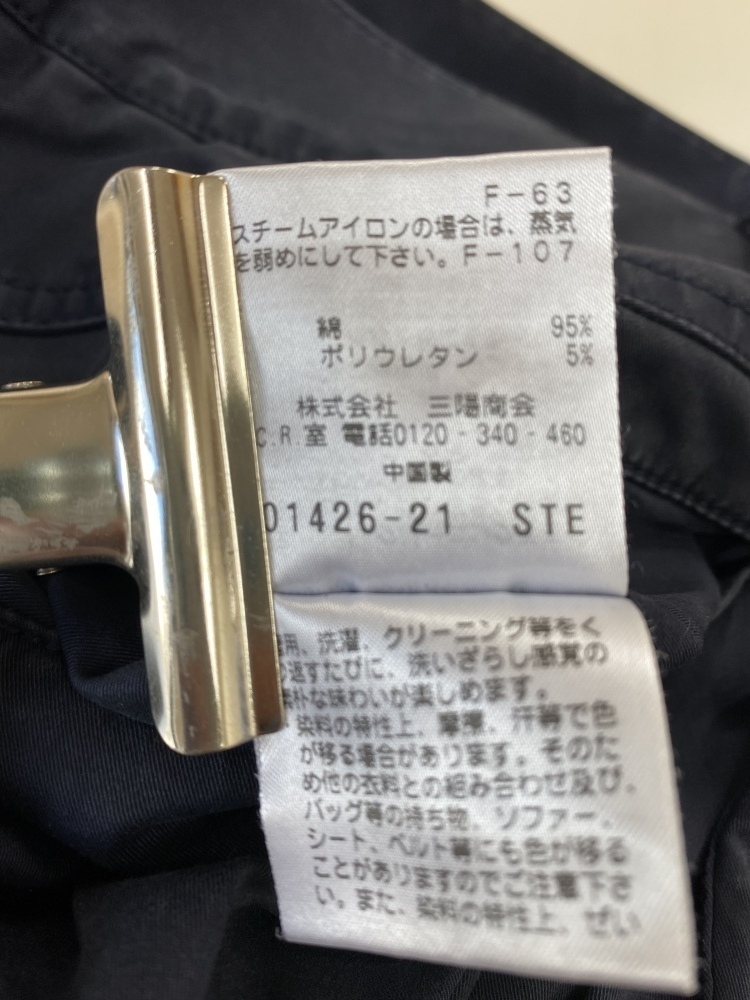 F-63
スチームアイロンの場合は、蒸気
を弱めにして下さい。F-107
綿 95%
ポリウレタン 5%
株式会社 三陽商会
C.R.室 電話0120-340-460
中国製
01426-21 STE
用、洗濯、クリーニング等をく
り返すたびに、洗いざらし感覚の
素朴な味わいが楽しめます。
染料の特性上、摩擦、汗等で色
が移る場合があります。そのた
め他の衣料との組み合わせ及び、
バッグ等の持ち物、ソファー、
シート、ベルト等にも色が移る
ことがありますのでご注意下さ
い。また、染料の特性上、ぜい